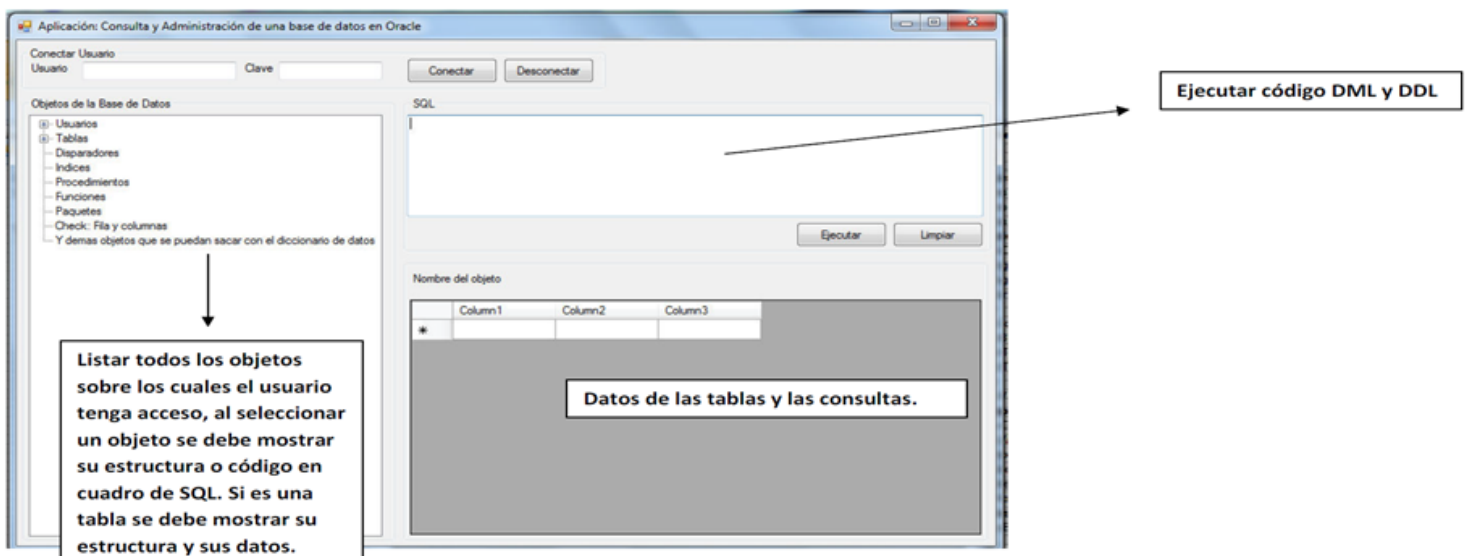 Aplicación: Consulta y Administración de una base de datos en Oracle
Conectar Usuario
Usuario
Clave
Conectar
Desconectar
Objetos de la Base de Datos
Usuarios
Tablas
Disparadores
Indices
Procedimientos
Funciones
Paquetes
Check: Fila y columnas
Y demas objetos que se puedan sacar con el diccionario de datos
SQL
Ejecutar código DML y DDL
Ejecutar
Limpiar
Nombre del objeto
Column1
Column2
Column3
Listar todos los objetos
sobre los cuales el usuario
tenga acceso, al seleccionar
un objeto se debe mostrar
su estructura o código en
cuadro de SQL. Si es una
tabla se debe mostrar su
estructura y sus datos.
Datos de las tablas y las consultas.